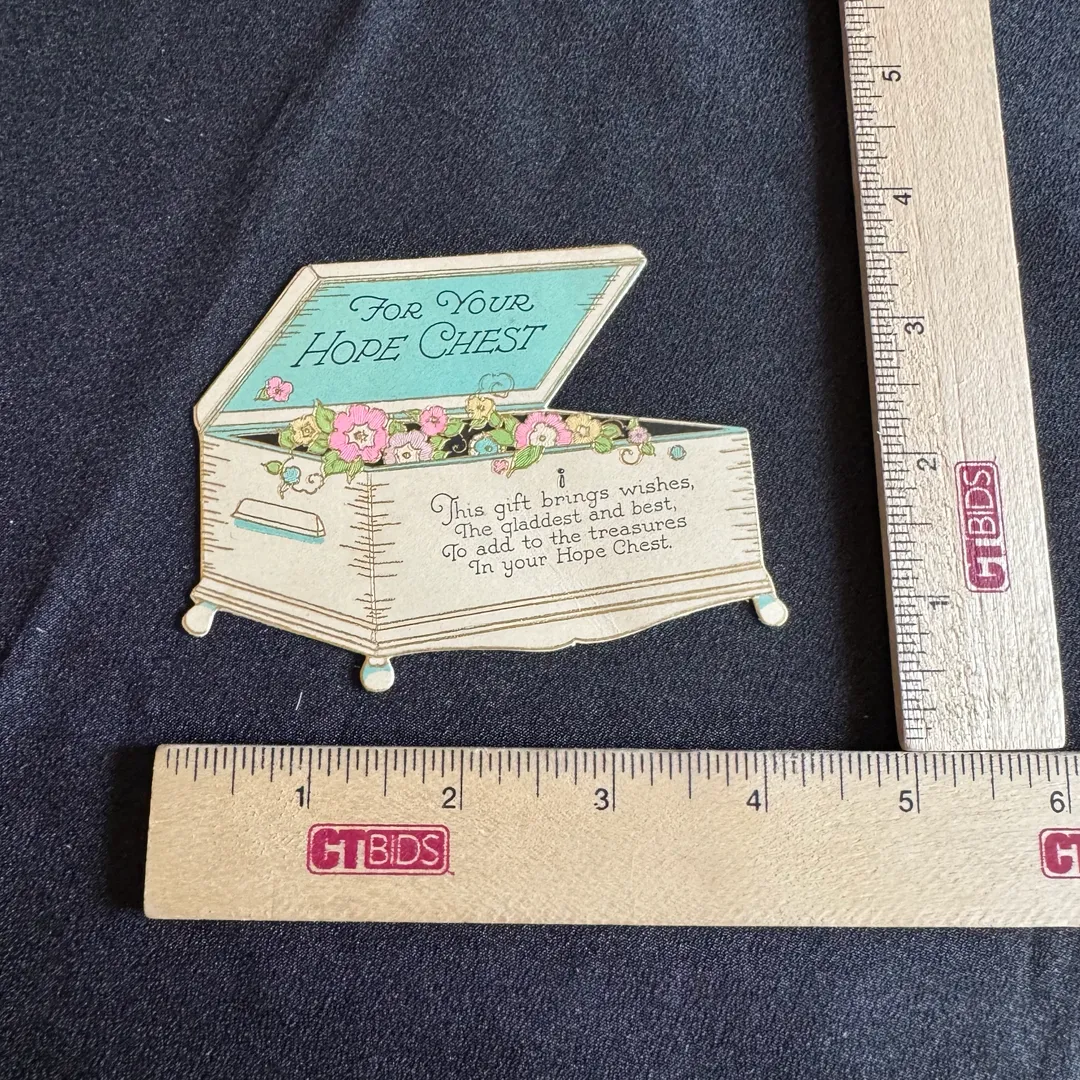 For Your
Hope Chest
This gift brings wishes,
The gladdest and best,
To add to the treasures
In your Hope Chest.
5
4
3
2
1
CTBIDS
1 2 3 4 5 6
CTBIDS
CT